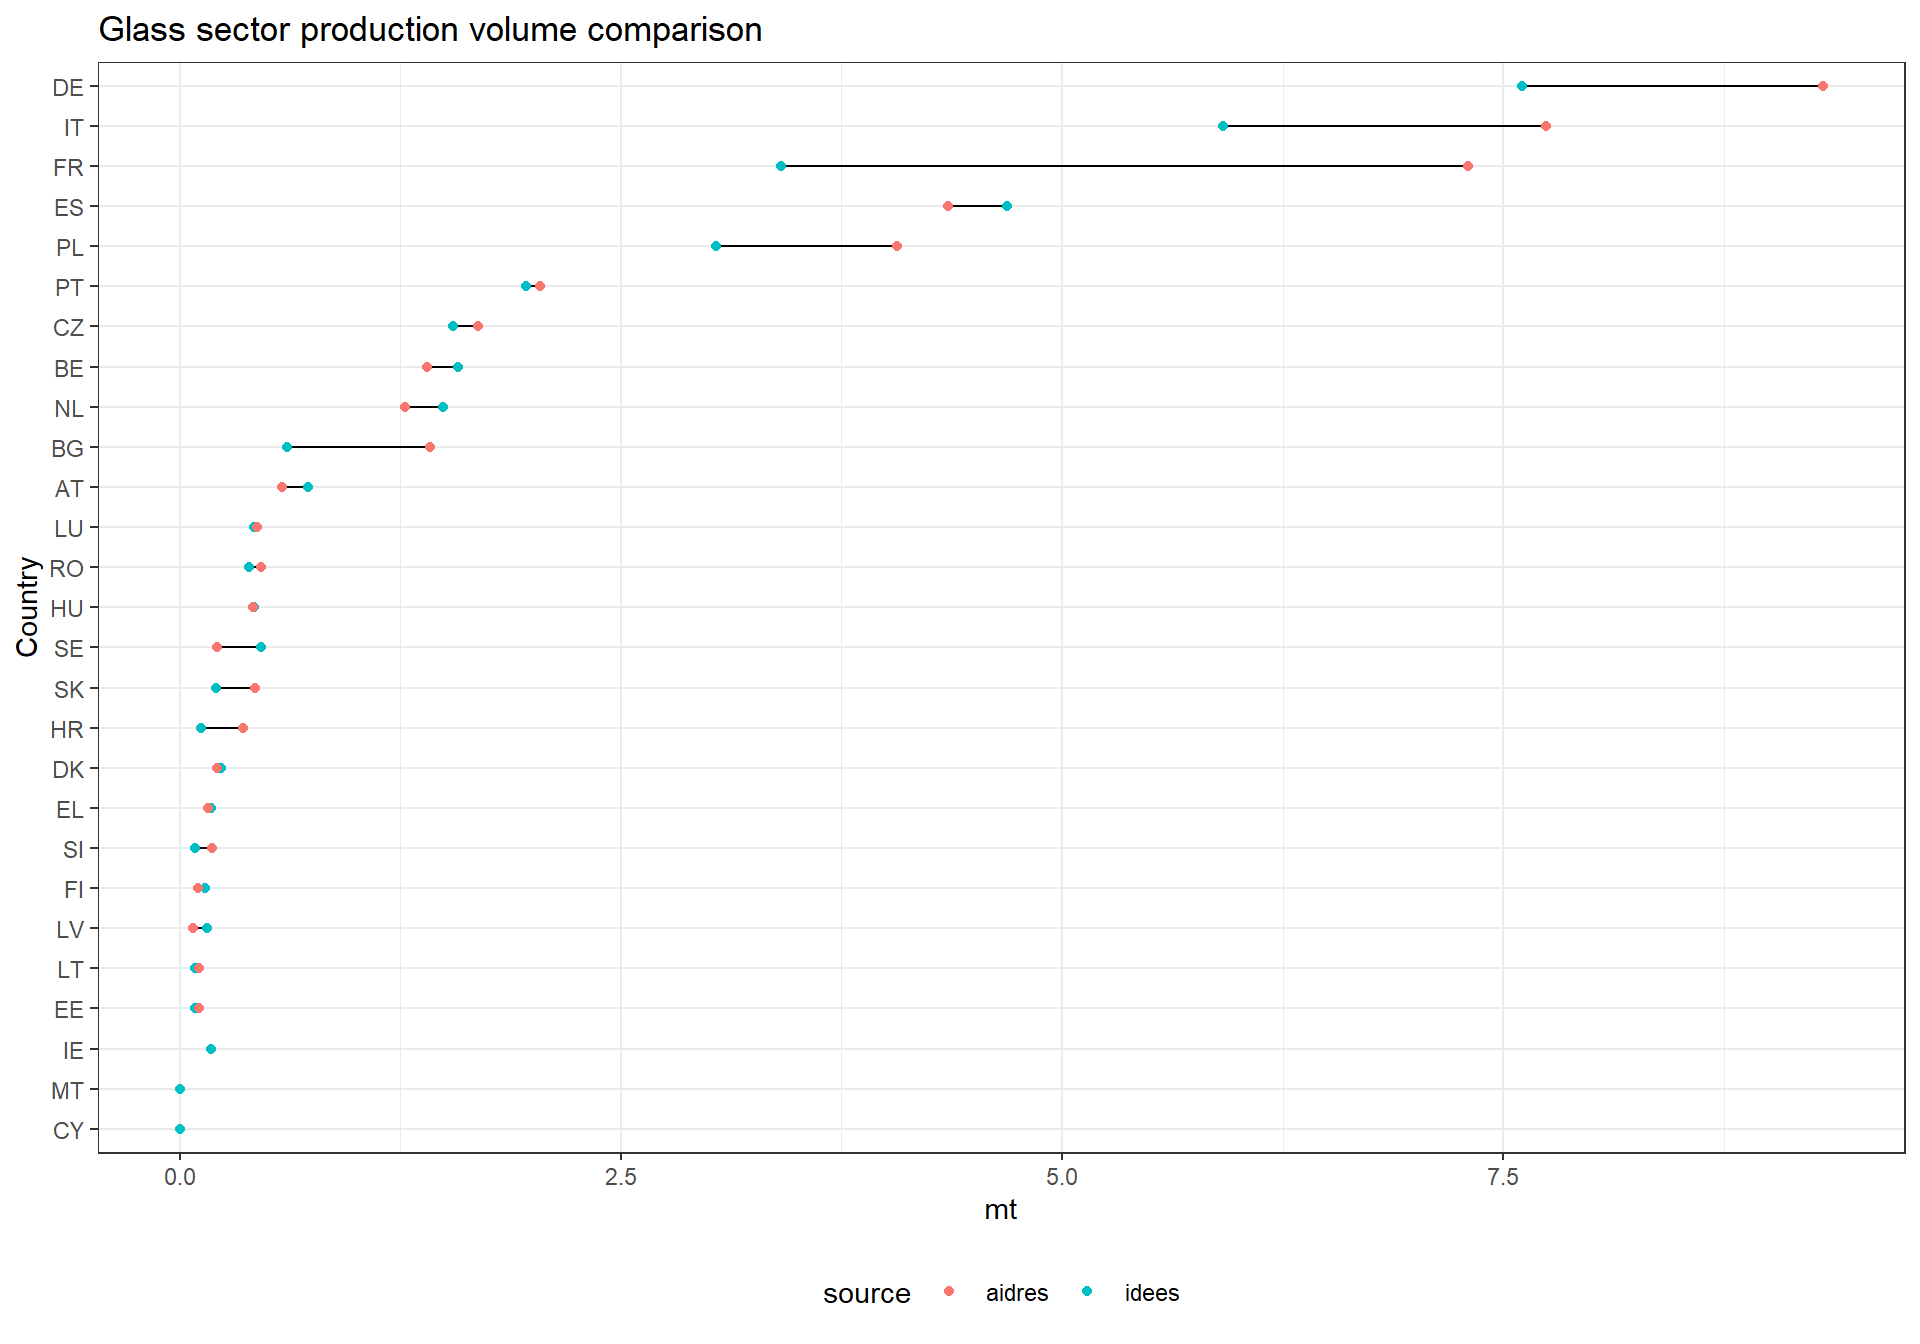 Glass sector production volume comparison
DE
IT
FR
ES
PL
PT
CZ
BE
NL
BG
AT
LU
RO
HU
SE
SK
HR
DK
EL
SI
FI
LV
LT
EE
IE
MT
CY
Country
0.0 2.5 5.0 7.5
mt
source aidres idees